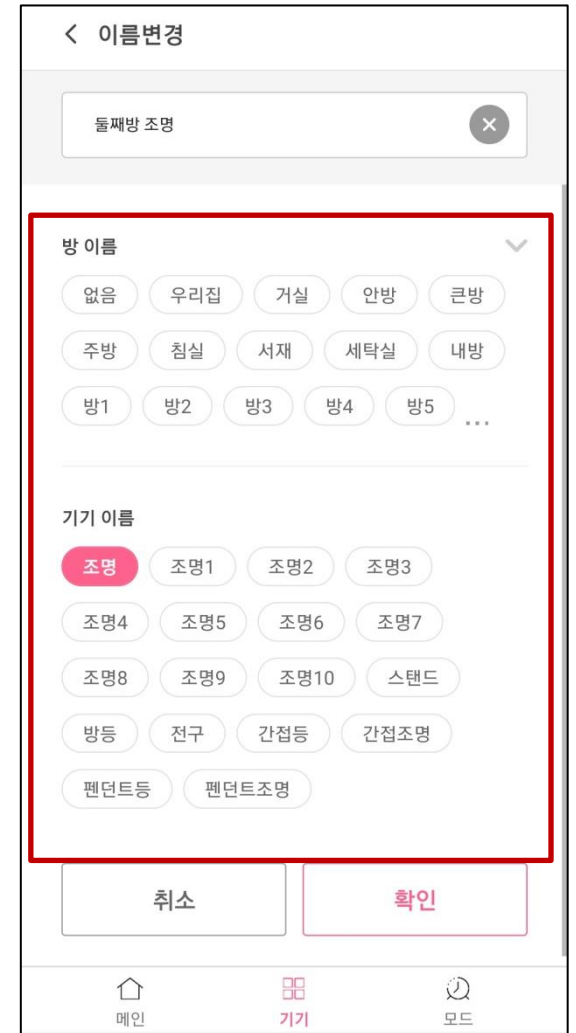 이름변경
둘째방 조명
방 이름
없음 우리집 거실 안방 큰방
주방 침실 서재 세탁실 내방
방1 방2 방3 방4 방5 ...
기기 이름
조명 조명1 조명2 조명3
조명4 조명5 조명6 조명7
조명8 조명9 조명10 스탠드
방등 전구 간접등 간접조명
펜던트등 펜던트조명
취소 확인
메인 기기 모드